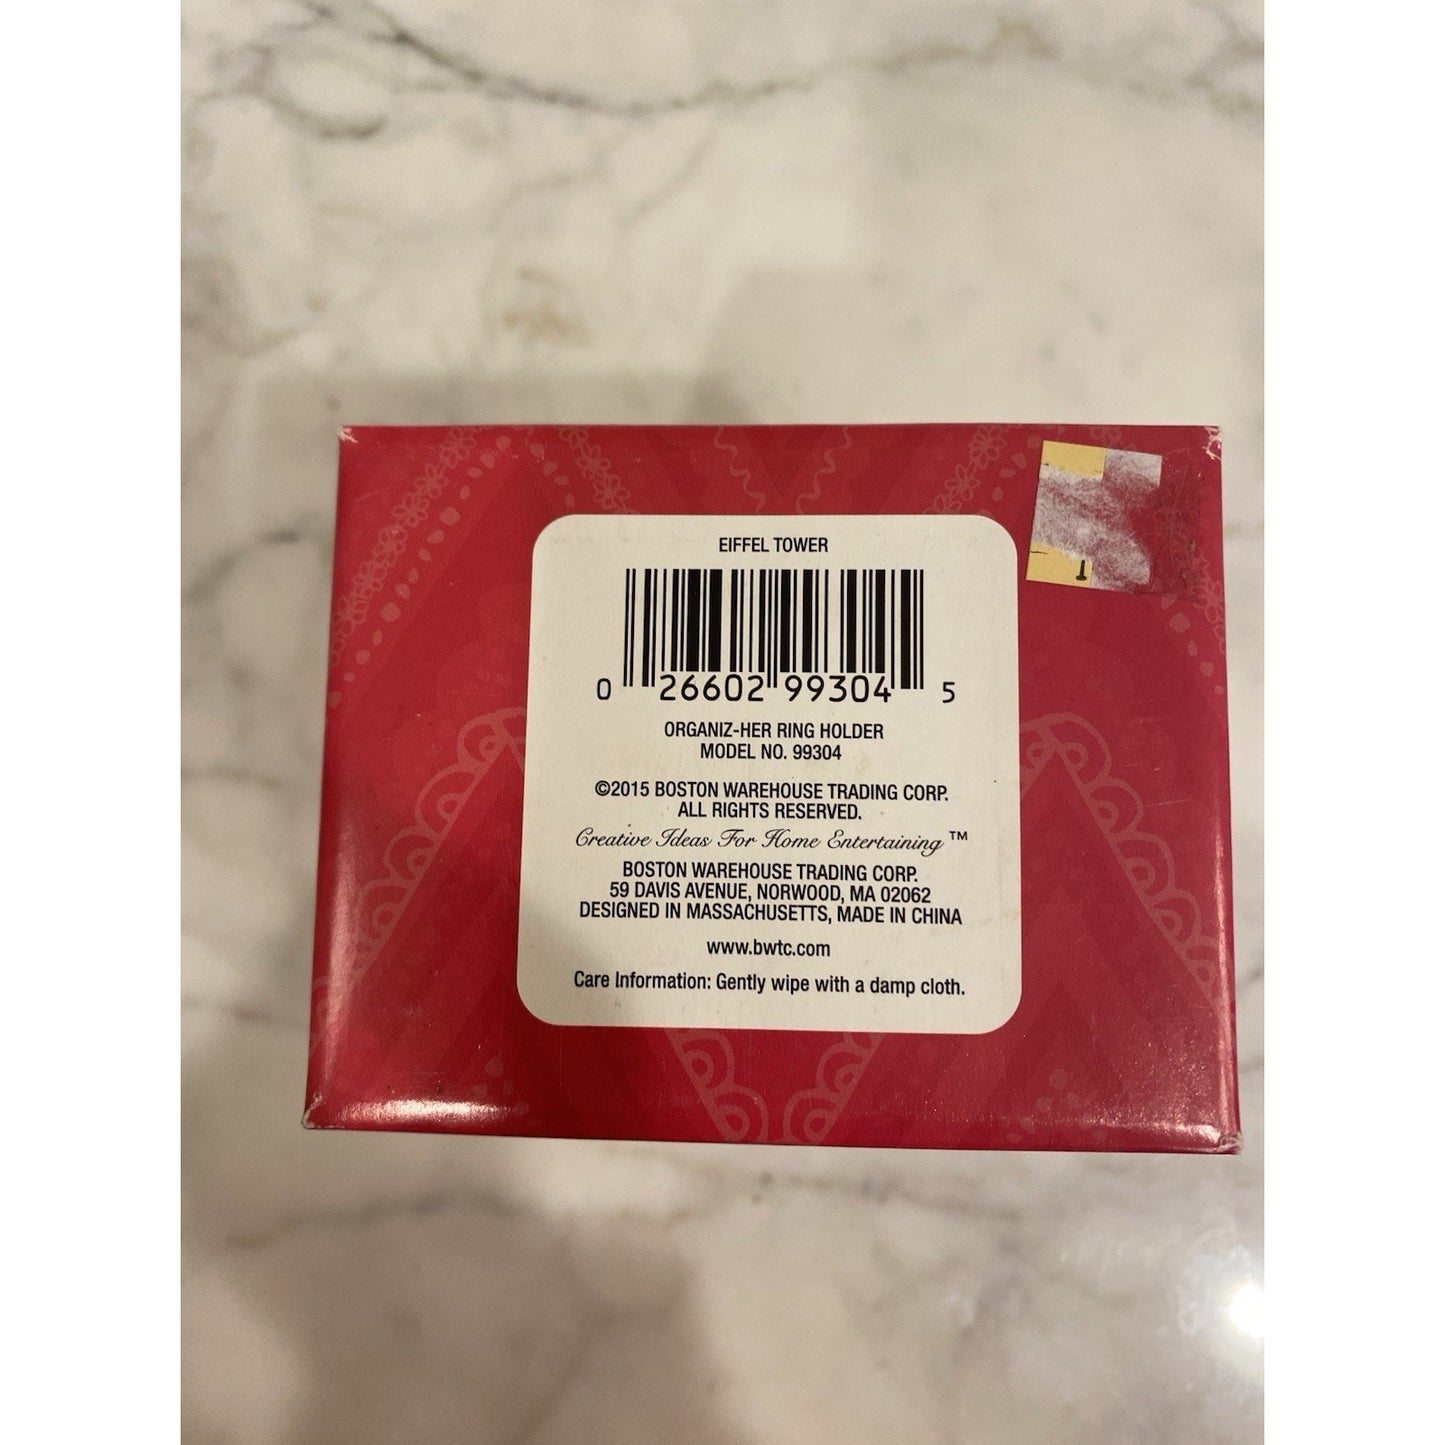 EIFFEL TOWER
0 26602 99304 5
ORGANIZ-HER RING HOLDER
MODEL NO. 99304
©2015 BOSTON WAREHOUSE TRADING CORP.
ALL RIGHTS RESERVED.
Creative Ideas For Home Entertaining™
BOSTON WAREHOUSE TRADING CORP.
59 DAVIS AVENUE, NORWOOD, MA 02062
DESIGNED IN MASSACHUSETTS, MADE IN CHINA
www.bwtc.com
Care Information: Gently wipe with a damp cloth.